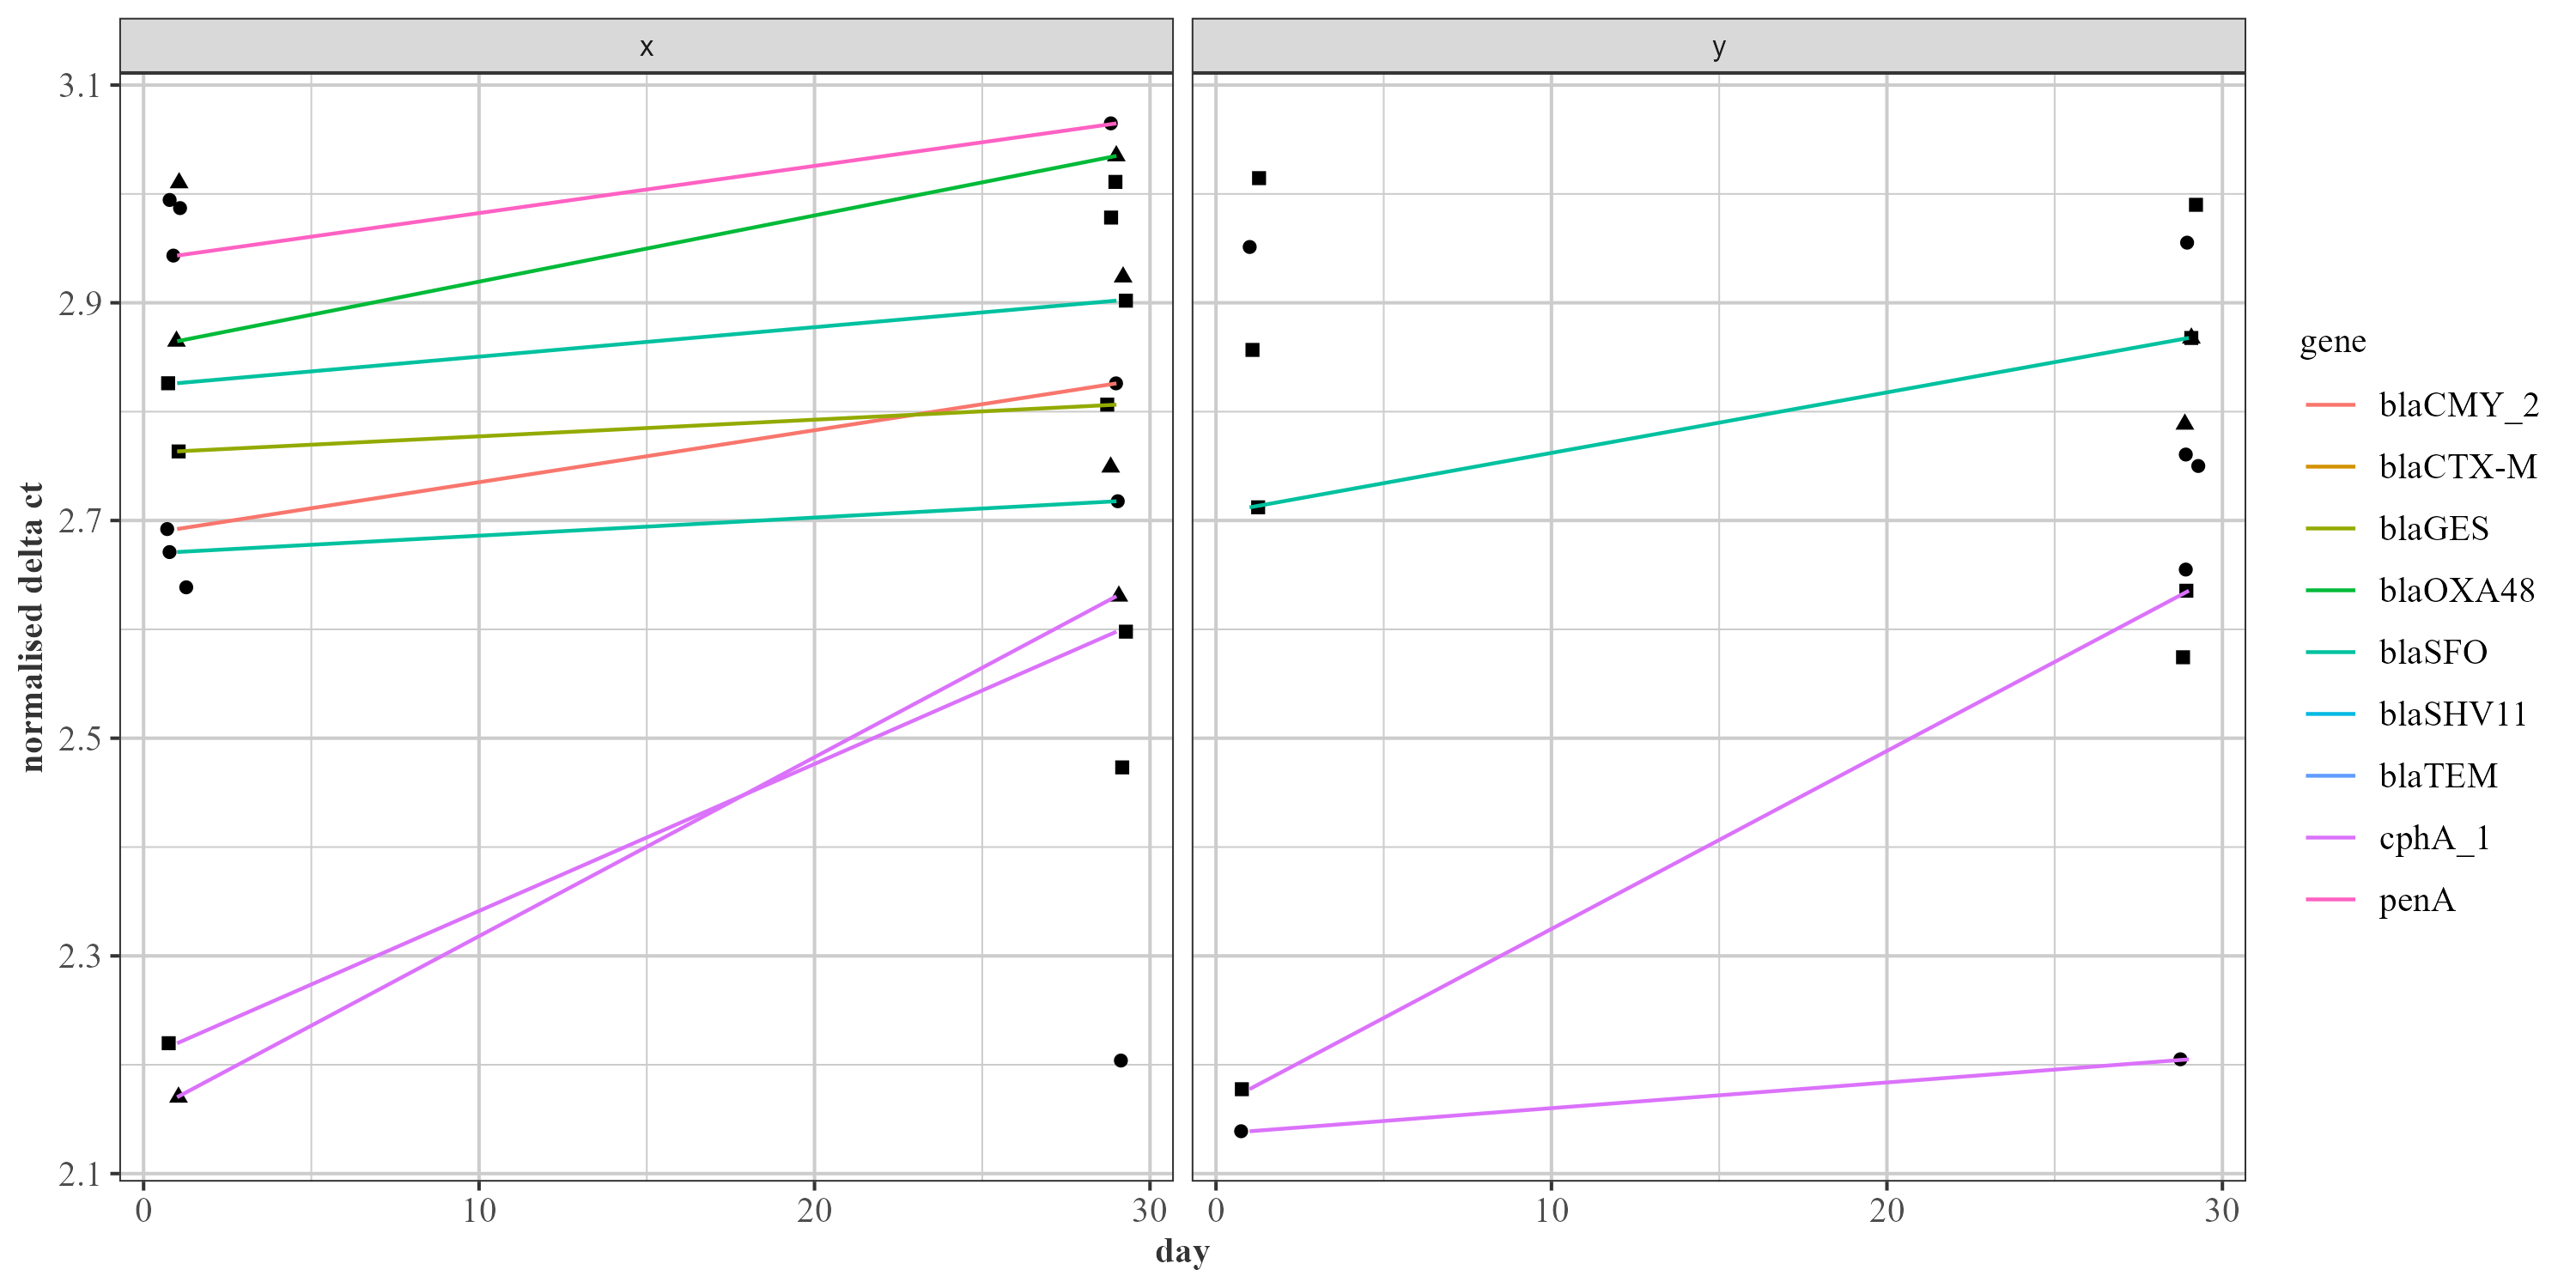 x
y
normalised delta ct
3.1
2.9
2.7
2.5
2.3
2.1
0
10
20
30
0
10
20
30
day
gene
blaCMY_2
blaCTX-M
blaGES
blaOXA48
blaSFO
blaSHV11
blaTEM
cphA_1
penA